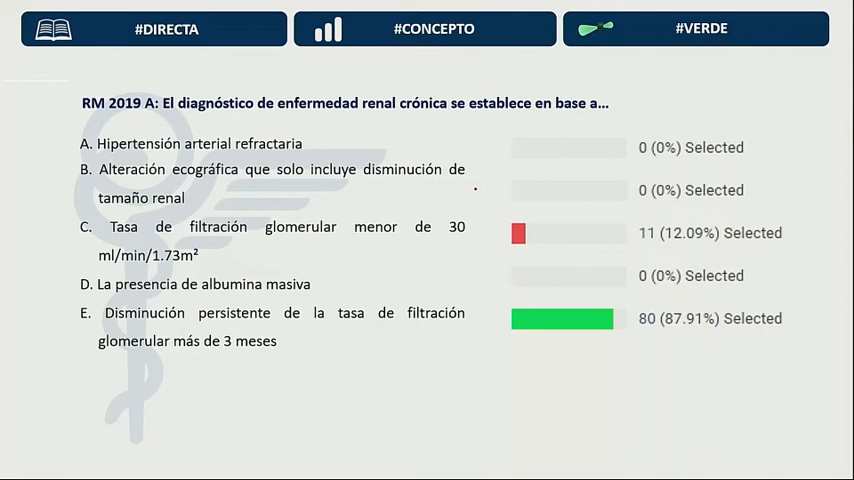 #DIRECTA
#CONCEPTO
#VERDE
RM 2019 A: El diagnóstico de enfermedad renal crónica se establece en base a...
A. Hipertensión arterial refractaria
0 (0%) Selected
B. Alteración ecográfica que solo incluye disminución de
tamaño renal
0 (0%) Selected
C. Tasa de filtración glomerular menor de 30
ml/min/1.73m²
11 (12.09%) Selected
D. La presencia de albumina masiva
0 (0%) Selected
E. Disminución persistente de la tasa de filtración
glomerular más de 3 meses
80 (87.91%) Selected